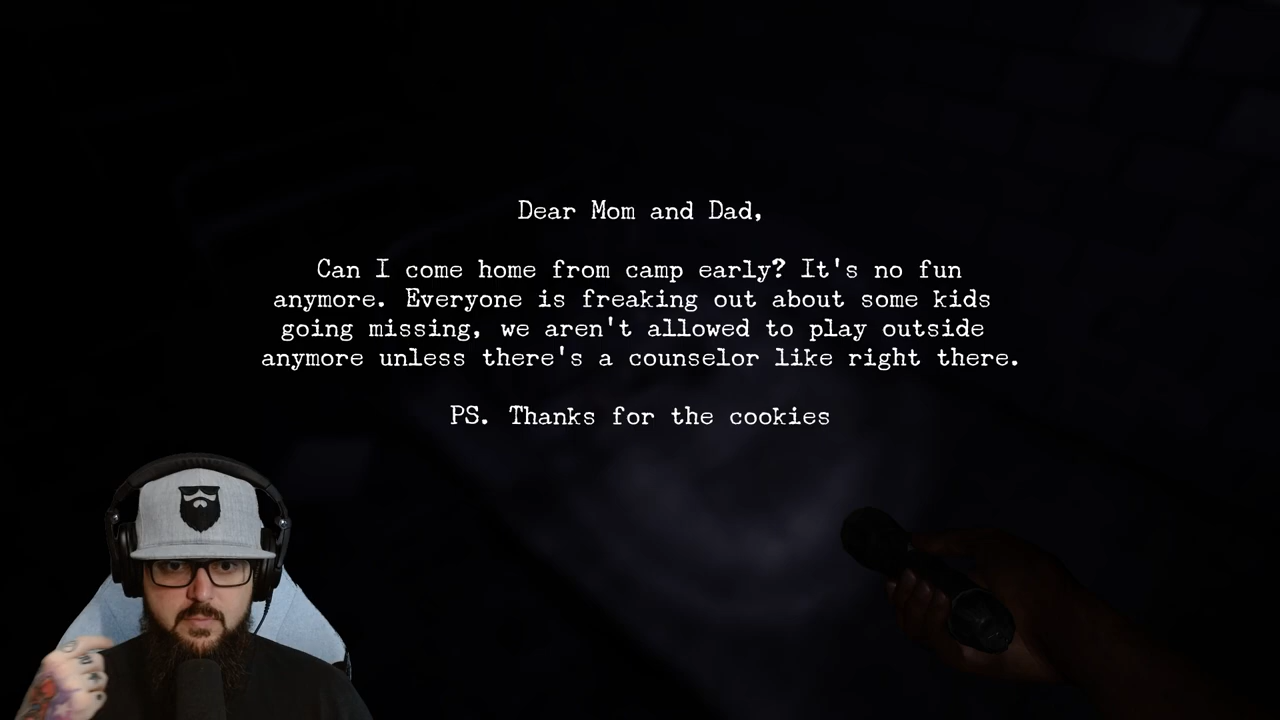 Dear Mom and Dad,
Can I come home from camp early? It's no fun
anymore. Everyone is freaking out about some kids
going missing, we aren't allowed to play outside
anymore unless there's a counselor like right there.
PS. Thanks for the cookies